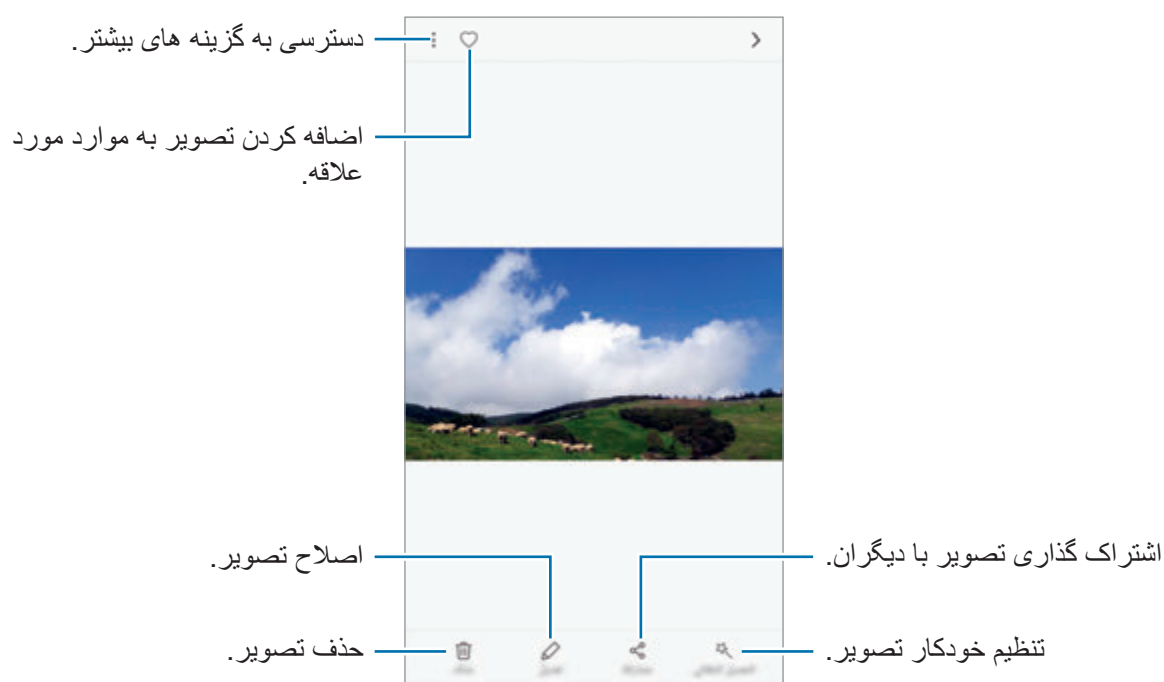 دسترسی به گزینه های بیشتر.
اضافه کردن تصویر به موارد مورد
علاقه.
اشتراک گذاری تصویر با دیگران.
اصلاح تصویر.
تنظیم خودکار تصویر.
حذف تصویر.